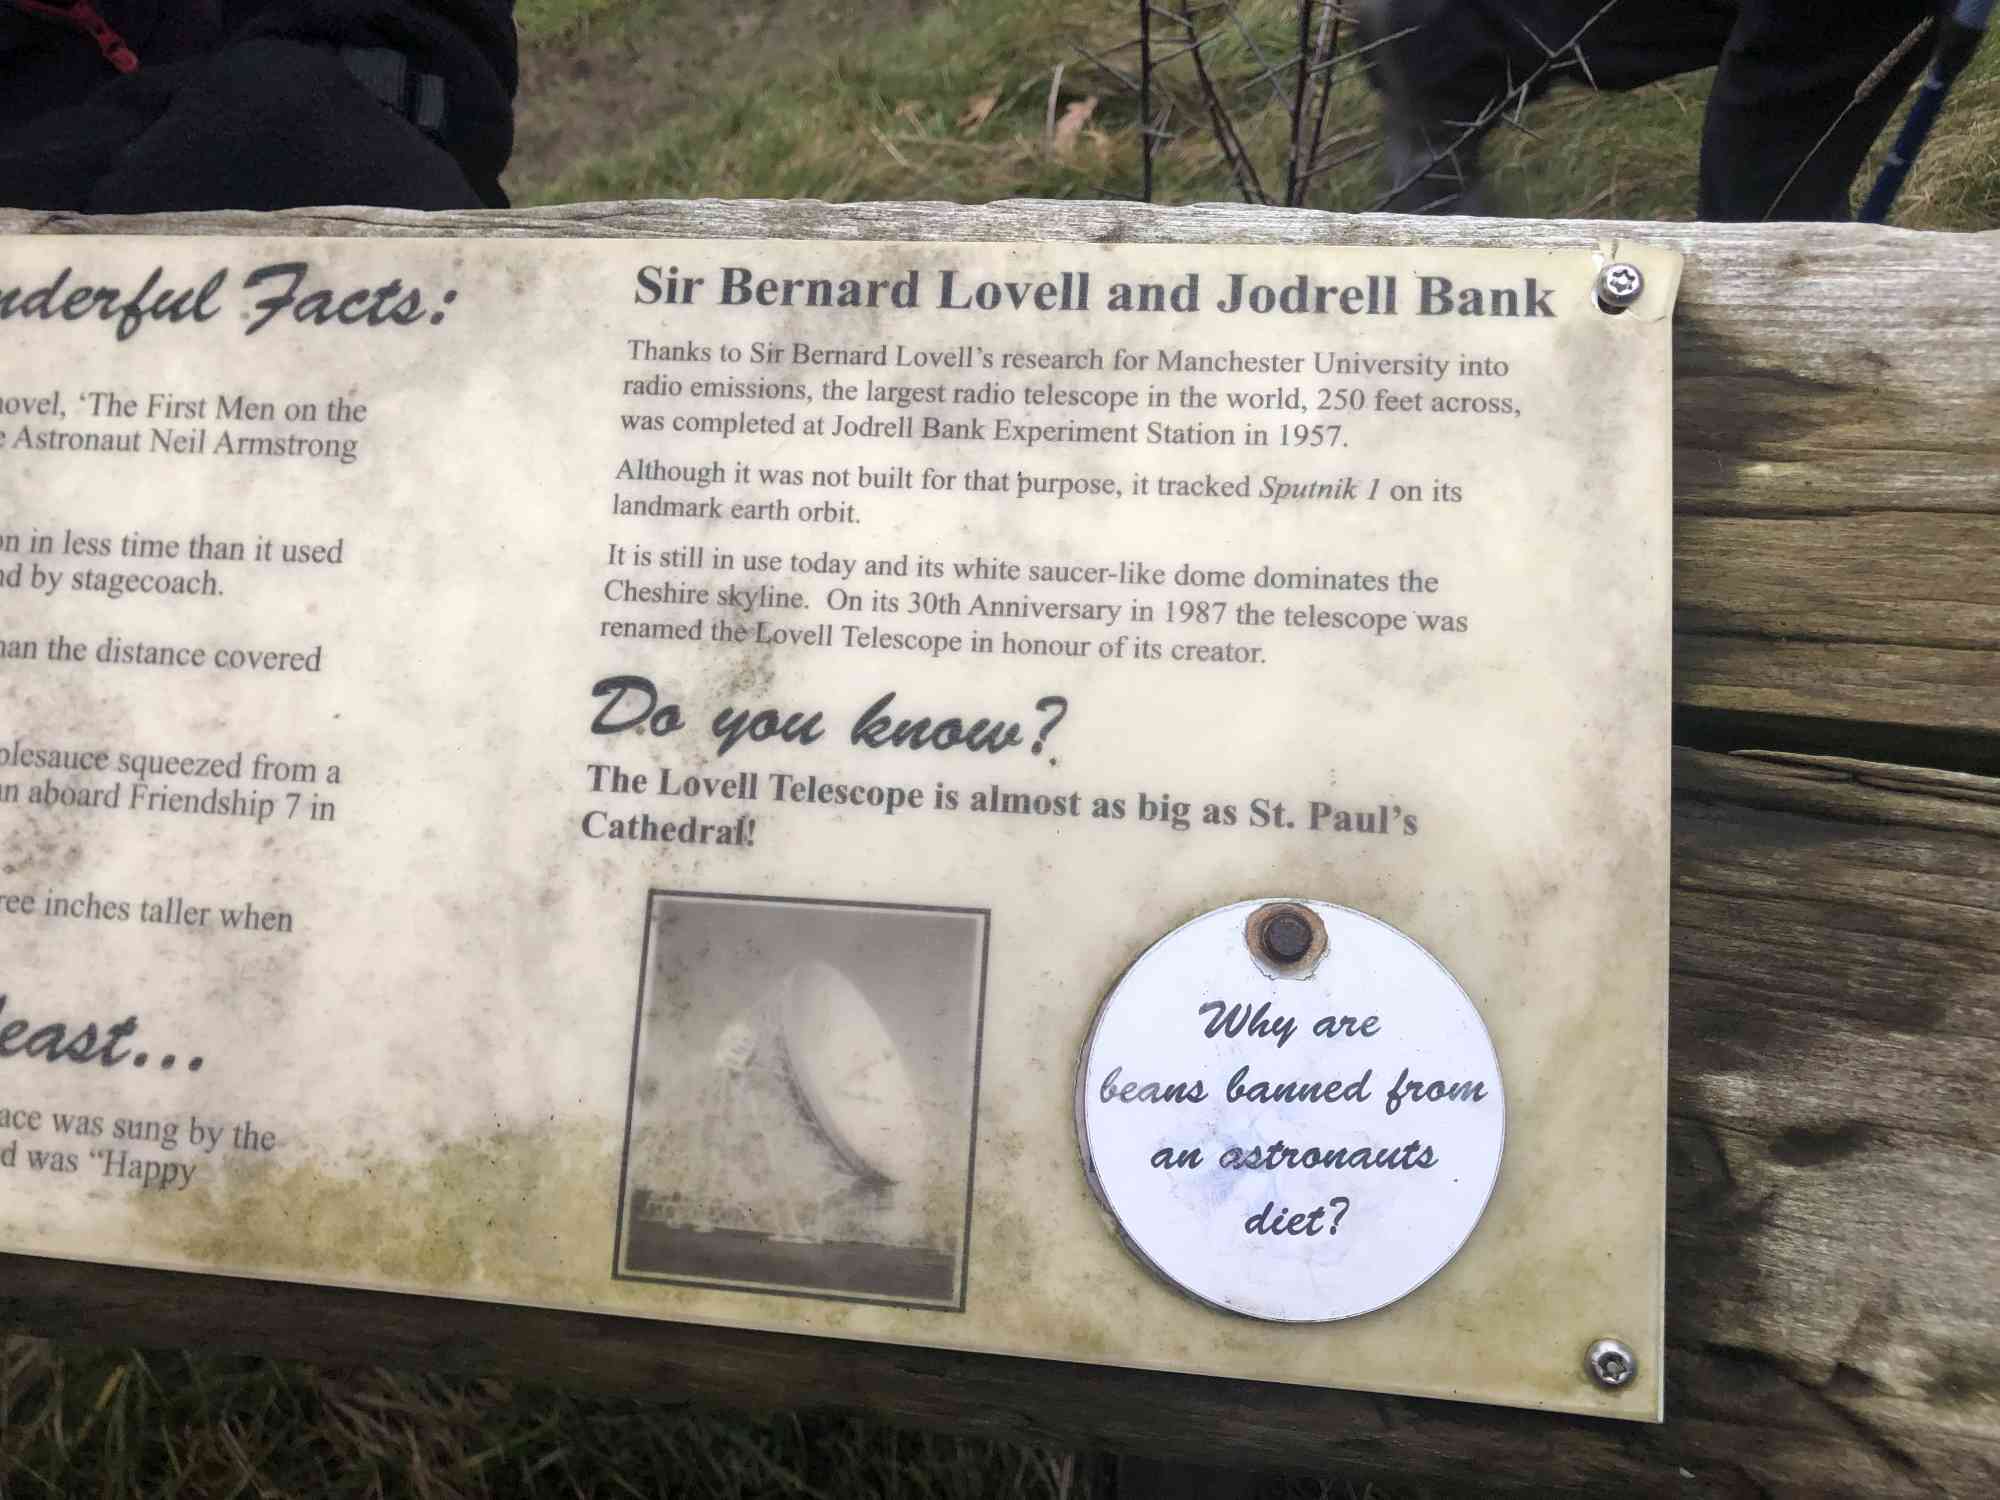 nderful Facts:
novel, ‘The First Men on the
e Astronaut Neil Armstrong
on in less time than it used
nd by stagecoach.
han the distance covered
plesauce squeezed from a
an aboard Friendship 7 in
ree inches taller when
least...
ace was sung by the
d was “Happy
Sir Bernard Lovell and Jodrell Bank
Thanks to Sir Bernard Lovell’s research for Manchester University into
radio emissions, the largest radio telescope in the world, 250 feet across,
was completed at Jodrell Bank Experiment Station in 1957.
Although it was not built for that purpose, it tracked Sputnik 1 on its
landmark earth orbit.
It is still in use today and its white saucer-like dome dominates the
Cheshire skyline. On its 30th Anniversary in 1987 the telescope was
renamed the Lovell Telescope in honour of its creator.
Do you know?
The Lovell Telescope is almost as big as St. Paul’s
Cathedral!
Why are
beans banned from
an astronauts
diet?